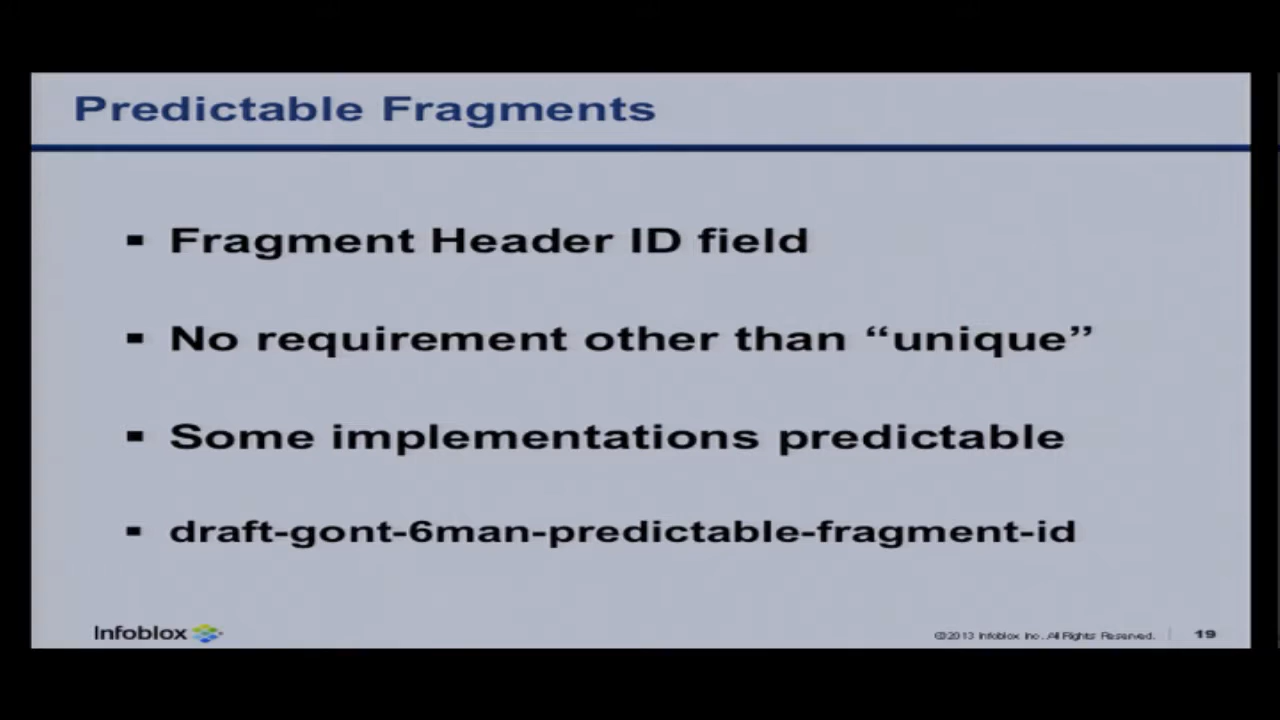 Predictable Fragments
▪ Fragment Header ID field
▪ No requirement other than “unique”
▪ Some implementations predictable
▪ draft-gont-6man-predictable-fragment-id
Infoblox
©2013 Infoblox Inc. All Rights Reserved. | 19